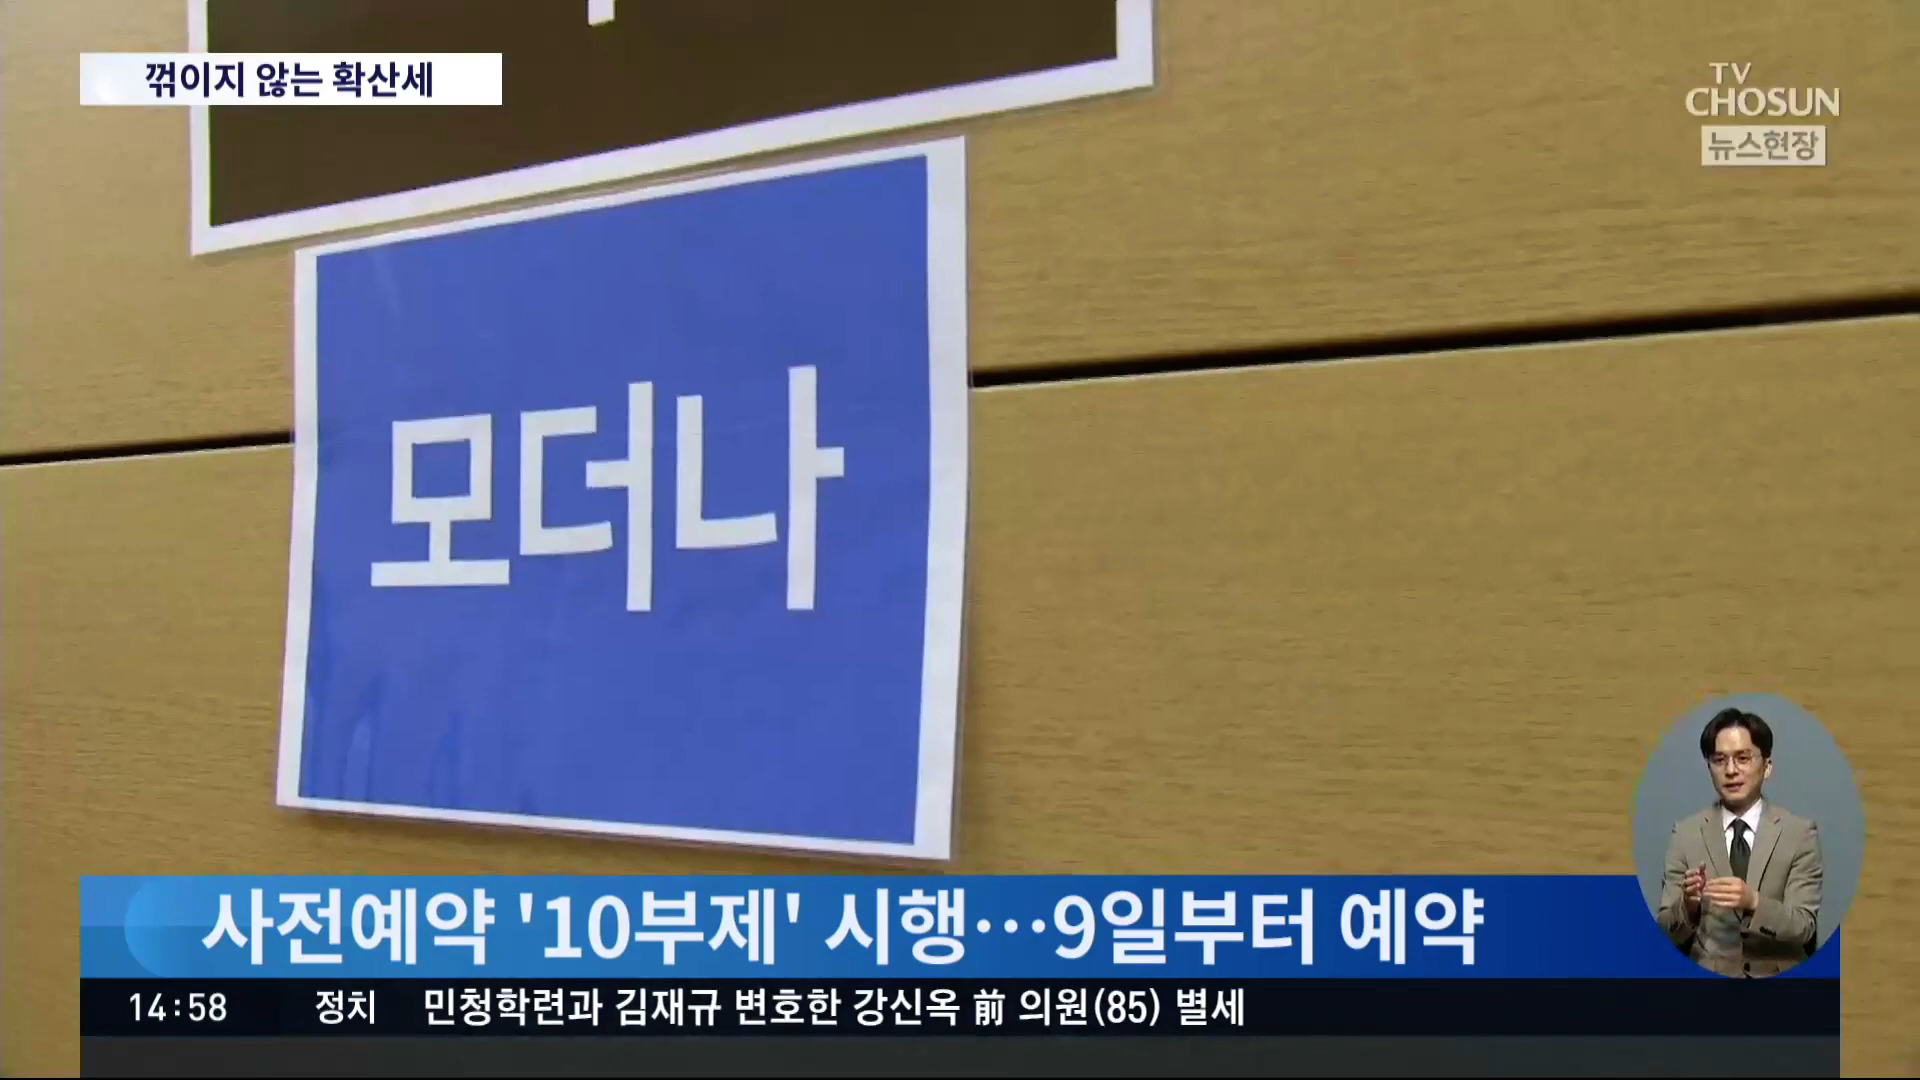 꺾이지 않는 확산세
TV
CHOSUN
뉴스현장
모더나
사전예약 '10부제' 시행…9일부터 예약
14:58 정치 민청학련과 김재규 변호한 강신옥 前 의원(85) 별세